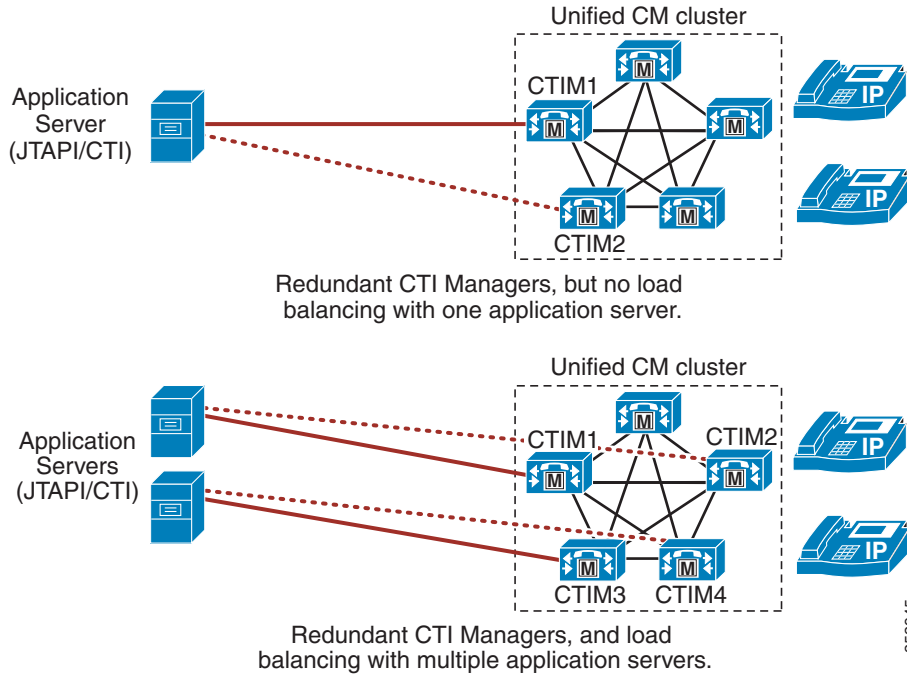 Unified CM cluster
Application
Server
(JTAPI/CTI)
CTIM1
M
M
M
M
M
CTIM2
IP
IP
Redundant CTI Managers, but no load
balancing with one application server.
Unified CM cluster
Application
Servers
(JTAPI/CTI)
CTIM1
CTIM2
M
M
M
M
M
CTIM3
CTIM4
IP
IP
Redundant CTI Managers, and load
balancing with multiple application servers.